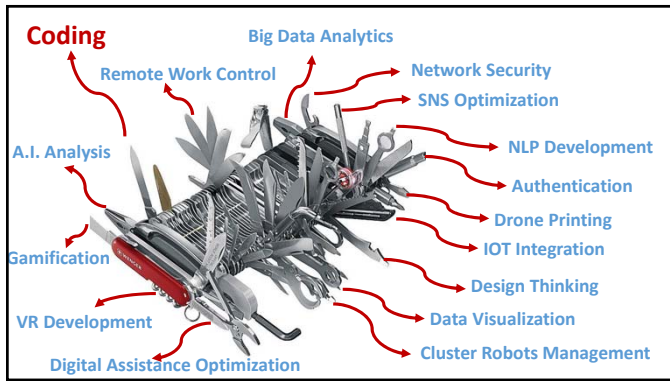 Coding
Big Data Analytics
Remote Work Control
Network Security
SNS Optimization
NLP Development
A.I. Analysis
Authentication
Drone Printing
IOT Integration
Gamification
Design Thinking
VR Development
Data Visualization
Digital Assistance Optimization
Cluster Robots Management
WENGER